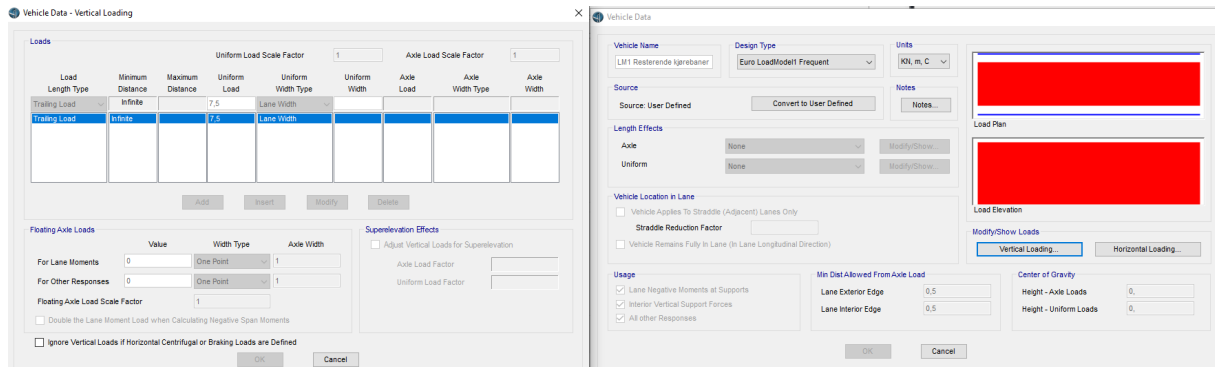 Vehicle Data - Vertical Loading
Loads
Uniform Load Scale Factor 1 Axle Load Scale Factor 1
Load Length Type Minimum Distance Maximum Distance Uniform Load Uniform Width Type Uniform Width Axle Load Axle Width Type Axle Width
Trailing Load Infinite 7,5 Lane Width
Trailing Load Infinite 7,5 Lane Width
Add Insert Modify Delete
Floating Axle Loads
Value Width Type Axle Width
For Lane Moments 0 One Point 1
For Other Responses 0 One Point 1
Floating Axle Load Scale Factor 1
Double the Lane Moment Load when Calculating Negative Span Moments
Superelevation Effects
Adjust Vertical Loads for Superelevation
Axle Load Factor
Uniform Load Factor
Ignore Vertical Loads if Horizontal Centrifugal or Braking Loads are Defined
OK Cancel
Vehicle Data
Vehicle Name Design Type Units
LM1 Resterende kjørebaner Euro LoadModel1 Frequent KN, m, C
Source Notes
Source: User Defined Convert to User Defined Notes...
Length Effects
Axle None Modify/Show...
Uniform None Modify/Show...
Vehicle Location in Lane
Vehicle Applies To Straddle (Adjacent) Lanes Only
Straddle Reduction Factor
Vehicle Remains Fully In Lane (In Lane Longitudinal Direction)
Load Plan
Load Elevation
Modify/Show Loads
Vertical Loading... Horizontal Loading...
Usage
Lane Negative Moments at Supports
Interior Vertical Support Forces
All other Responses
Min Dist Allowed From Axle Load
Lane Exterior Edge 0,5
Lane Interior Edge 0,5
Center of Gravity
Height - Axle Loads 0,
Height - Uniform Loads 0,
OK Cancel